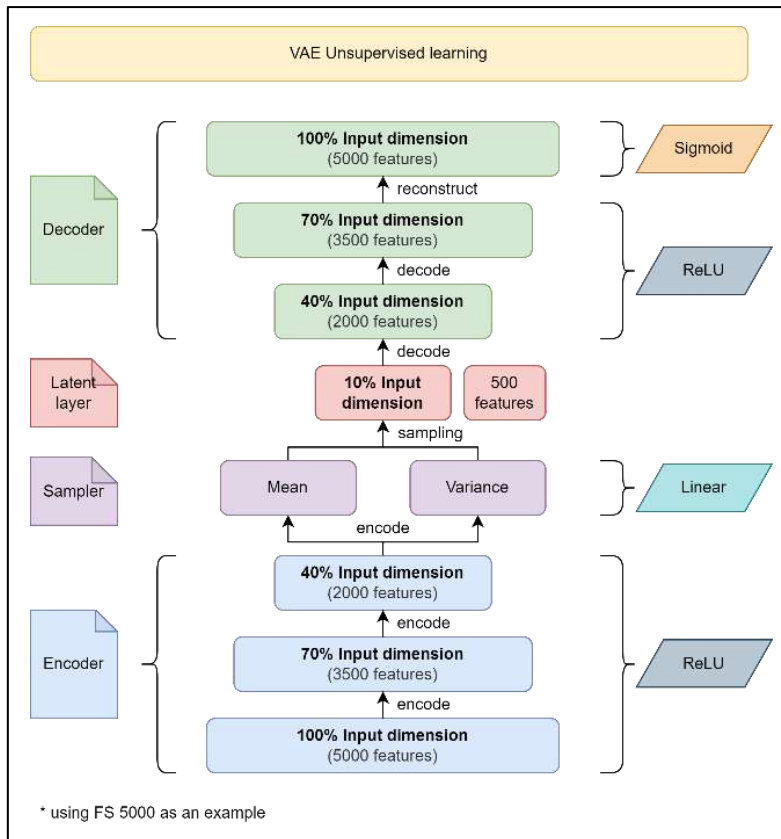 VAE Unsupervised learning
100% Input dimension
(5000 features)
Sigmoid
reconstruct
Decoder
70% Input dimension
(3500 features)
ReLU
decode
40% Input dimension
(2000 features)
decode
Latent
layer
10% Input
dimension
500
features
sampling
Sampler
Mean
Variance
Linear
encode
40% Input dimension
(2000 features)
encode
Encoder
70% Input dimension
(3500 features)
ReLU
encode
100% Input dimension
(5000 features)
* using FS 5000 as an example